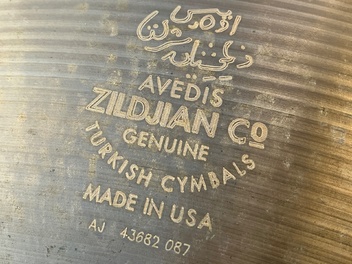 AVEDIS
ZILDJIAN Co
GENUINE
TURKISH CYMBALS
MADE IN USA
AJ 43682 087